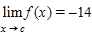 lim f(x) = −14
x → c